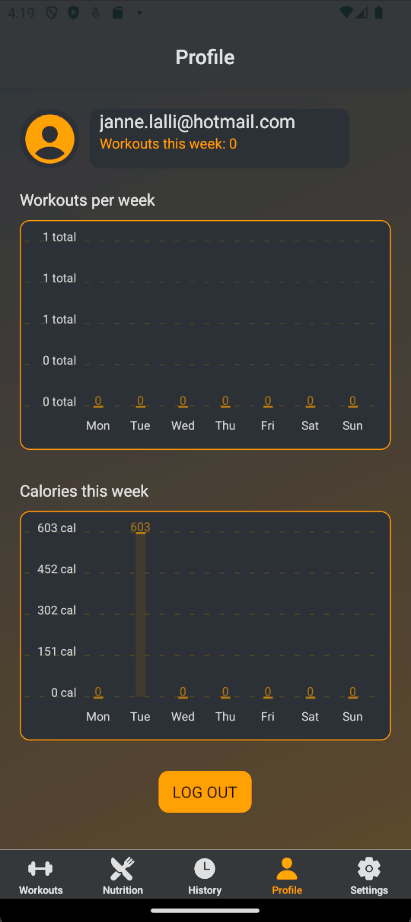 4:19
Profile
janne.lalli@hotmail.com
Workouts this week: 0
Workouts per week
1 total
1 total
1 total
0 total
0 total
0 0 0 0 0 0 0
Mon Tue Wed Thu Fri Sat Sun
Calories this week
603 cal
603
452 cal
302 cal
151 cal
0 cal
0 0 0 0 0 0
Mon Tue Wed Thu Fri Sat Sun
LOG OUT
Workouts Nutrition History Profile Settings